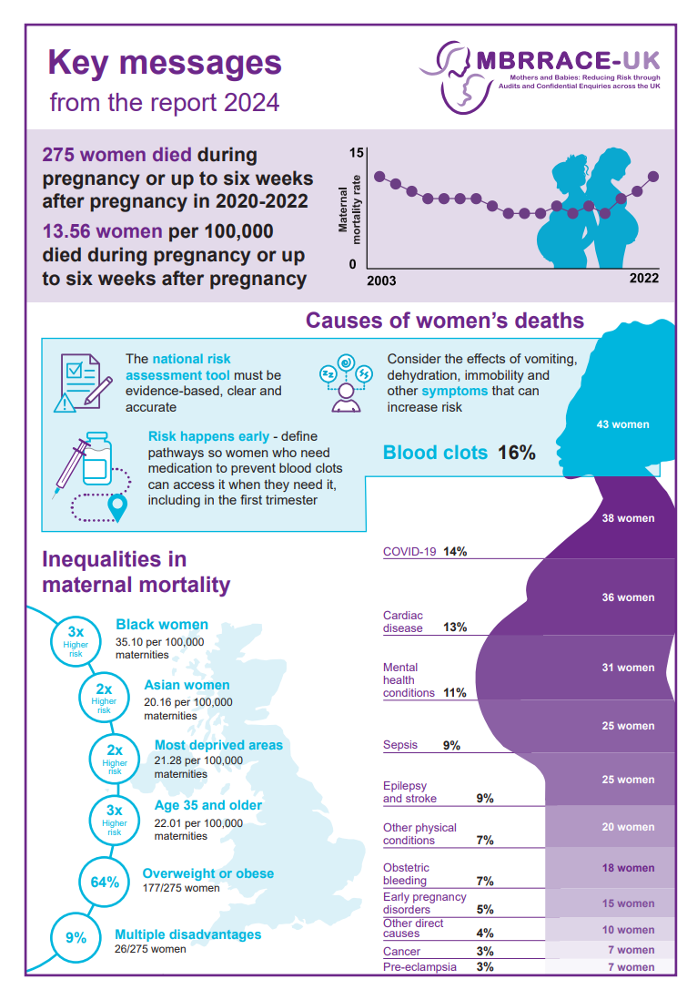 Key messages
from the report 2024
MBRRACE-UK
Mothers and Babies: Reducing Risk through
Audits and Confidential Enquiries across the UK
275 women died during
pregnancy or up to six weeks
after pregnancy in 2020-2022
13.56 women per 100,000
died during pregnancy or up
to six weeks after pregnancy
Maternal
mortality rate
15
0
2003
2022
Causes of women's deaths
The national risk
assessment tool must be
evidence-based, clear and
accurate
Consider the effects of vomiting,
dehydration, immobility and
other symptoms that can
increase risk
Risk happens early - define
pathways so women who need
medication to prevent blood clots
can access it when they need it,
including in the first trimester
Blood clots 16%
43 women
COVID-19 14%
38 women
Cardiac
disease 13%
36 women
Mental
health
conditions 11%
31 women
Sepsis 9%
25 women
Epilepsy
and stroke 9%
25 women
Other physical
conditions 7%
20 women
Obstetric
bleeding 7%
18 women
Early pregnancy
disorders 5%
15 women
Other direct
causes 4%
10 women
Cancer 3%
7 women
Pre-eclampsia 3%
7 women
Inequalities in
maternal mortality
3x
Higher
risk
Black women
35.10 per 100,000
maternities
2x
Higher
risk
Asian women
20.16 per 100,000
maternities
2x
Higher
risk
Most deprived areas
21.28 per 100,000
maternities
3x
Higher
risk
Age 35 and older
22.01 per 100,000
maternities
64%
Overweight or obese
177/275 women
9%
Multiple disadvantages
26/275 women